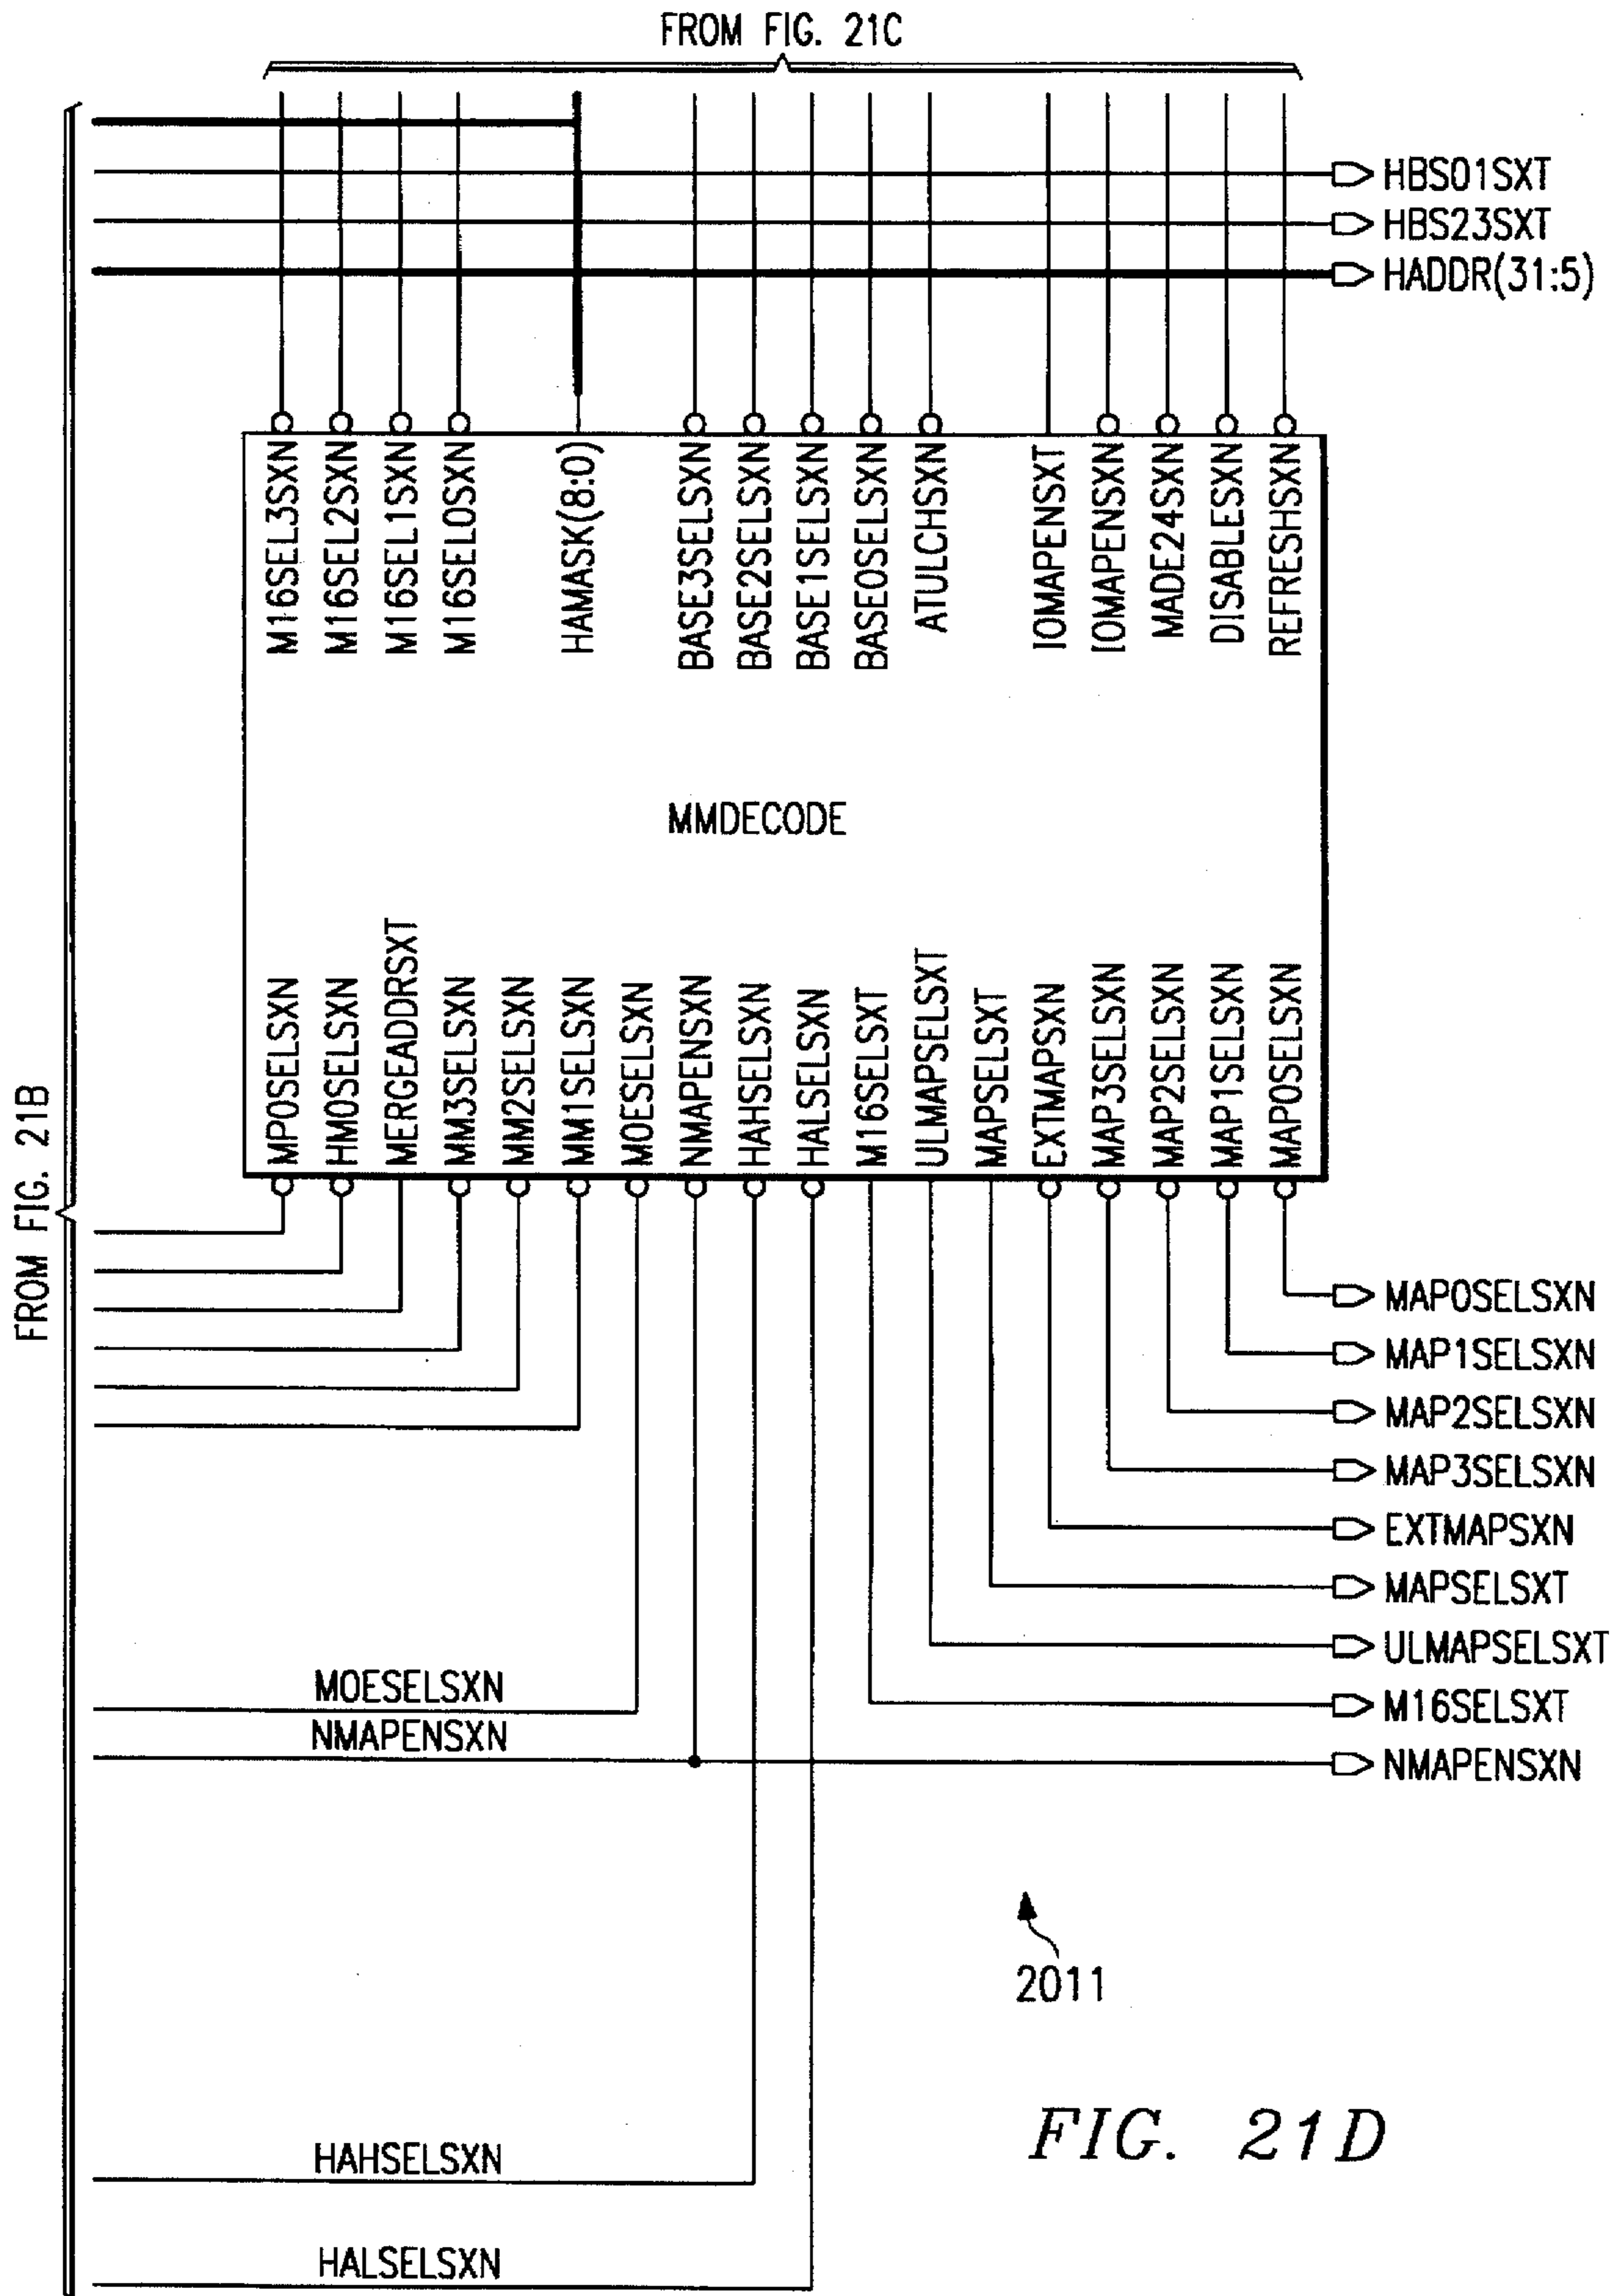 FROM FIG. 21C
HBS01SXT
HBS23SXT
HADDR(31:5)
M16SEL3SXN
M16SEL2SXN
M16SEL1SXN
M16SEL0SXN
HAMASK(8:0)
BASE3SELSXN
BASE2SELSXN
BASE1SELSXN
BASE0SELSXN
ATULCHSXN
IOMAPENSXT
IOMAPENSXN
MADE24SXN
DISABLESXN
REFRESHSXN
MMDECODE
MP0SELSXN
HM0SELSXN
MERGEADDRSXT
MM3SELSXN
MM2SELSXN
MM1SELSXN
MOESELSXN
NMAPENSXN
HAHSELSXN
HALSELSXN
M16SELSXT
ULMAPSELSXT
MAPSELSXT
EXTMAPSXN
MAP3SELSXN
MAP2SELSXN
MAP1SELSXN
MAP0SELSXN
FROM FIG. 21B
MAP0SELSXN
MAP1SELSXN
MAP2SELSXN
MAP3SELSXN
EXTMAPSXN
MAPSELSXT
ULMAPSELSXT
MOESELSXN
M16SELSXT
NMAPENSXN
NMAPENSXN
2011
FIG. 21D
HAHSELSXN
HALSELSXN